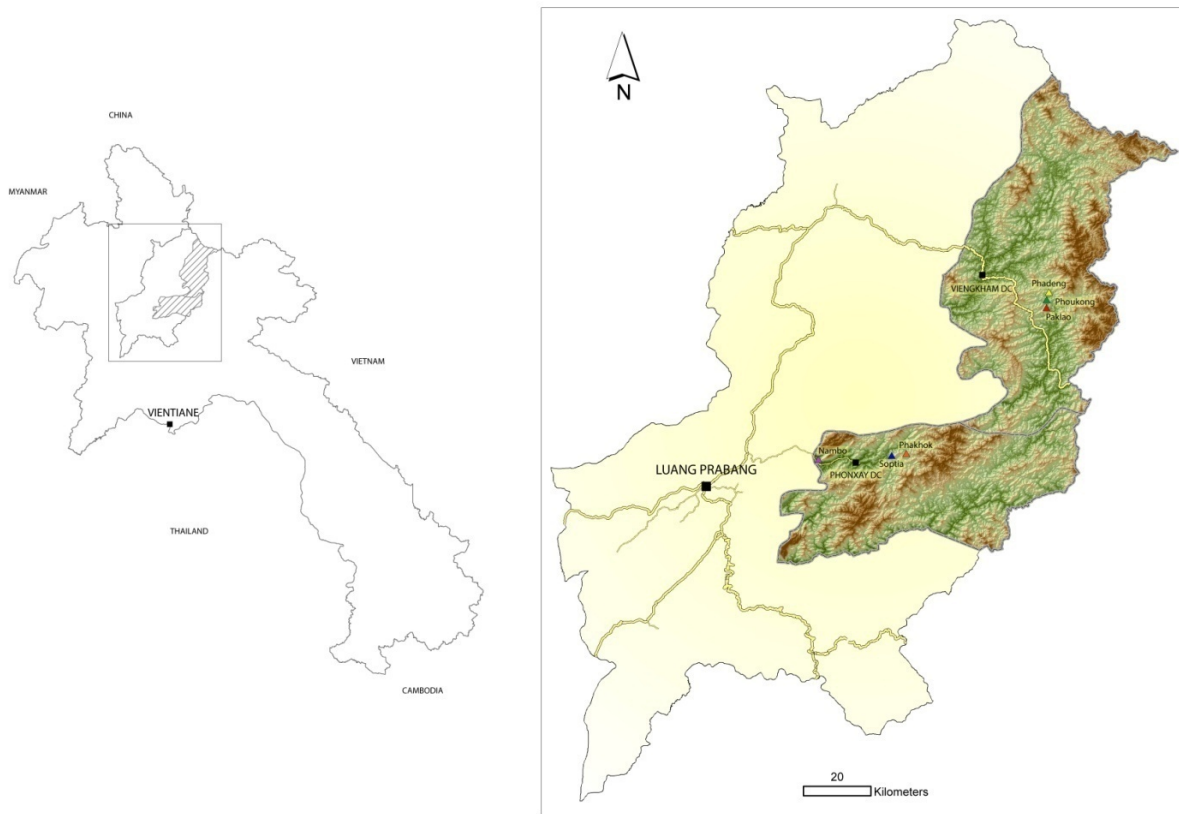 CHINA
MYANMAR
VIETNAM
VIENTIANE
THAILAND
CAMBODIA
N
VIENGKHAM DC
Phadeng
Phoukong
Paklao
Nambo
Phakhok
Soptia
PHONXAY DC
LUANG PRABANG
20
Kilometers